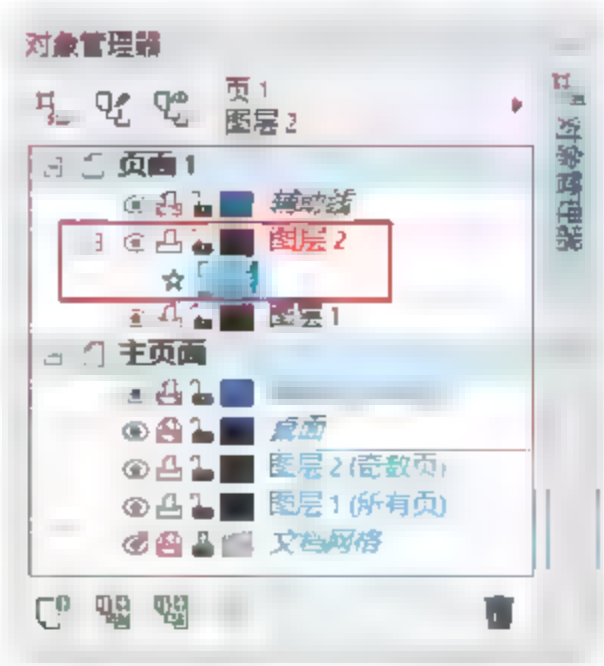 对象管理器
页 1
图层 2
页面 1
辅助线
图层 2
图层 1
主页面
桌面
图层 2 (奇数页)
图层 1 (所有页)
文档网格
对象管理器